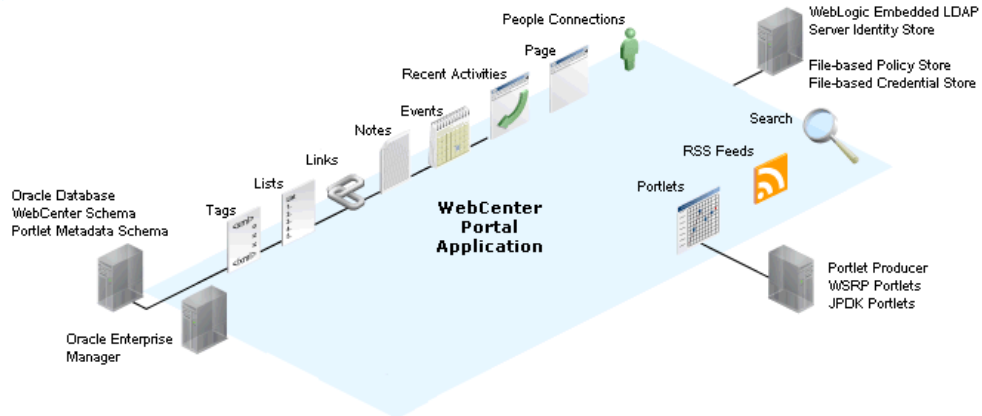 People Connections
WebLogic Embedded LDAP
Server Identity Store
File-based Policy Store
File-based Credential Store
Page
Recent Activities
Events
Notes
Links
Lists
Tags
Search
RSS Feeds
Portlets
Oracle Database
WebCenter Schema
Portlet Metadata Schema
WebCenter
Portal
Application
Portlet Producer
WSRP Portlets
JPDK Portlets
Oracle Enterprise
Manager